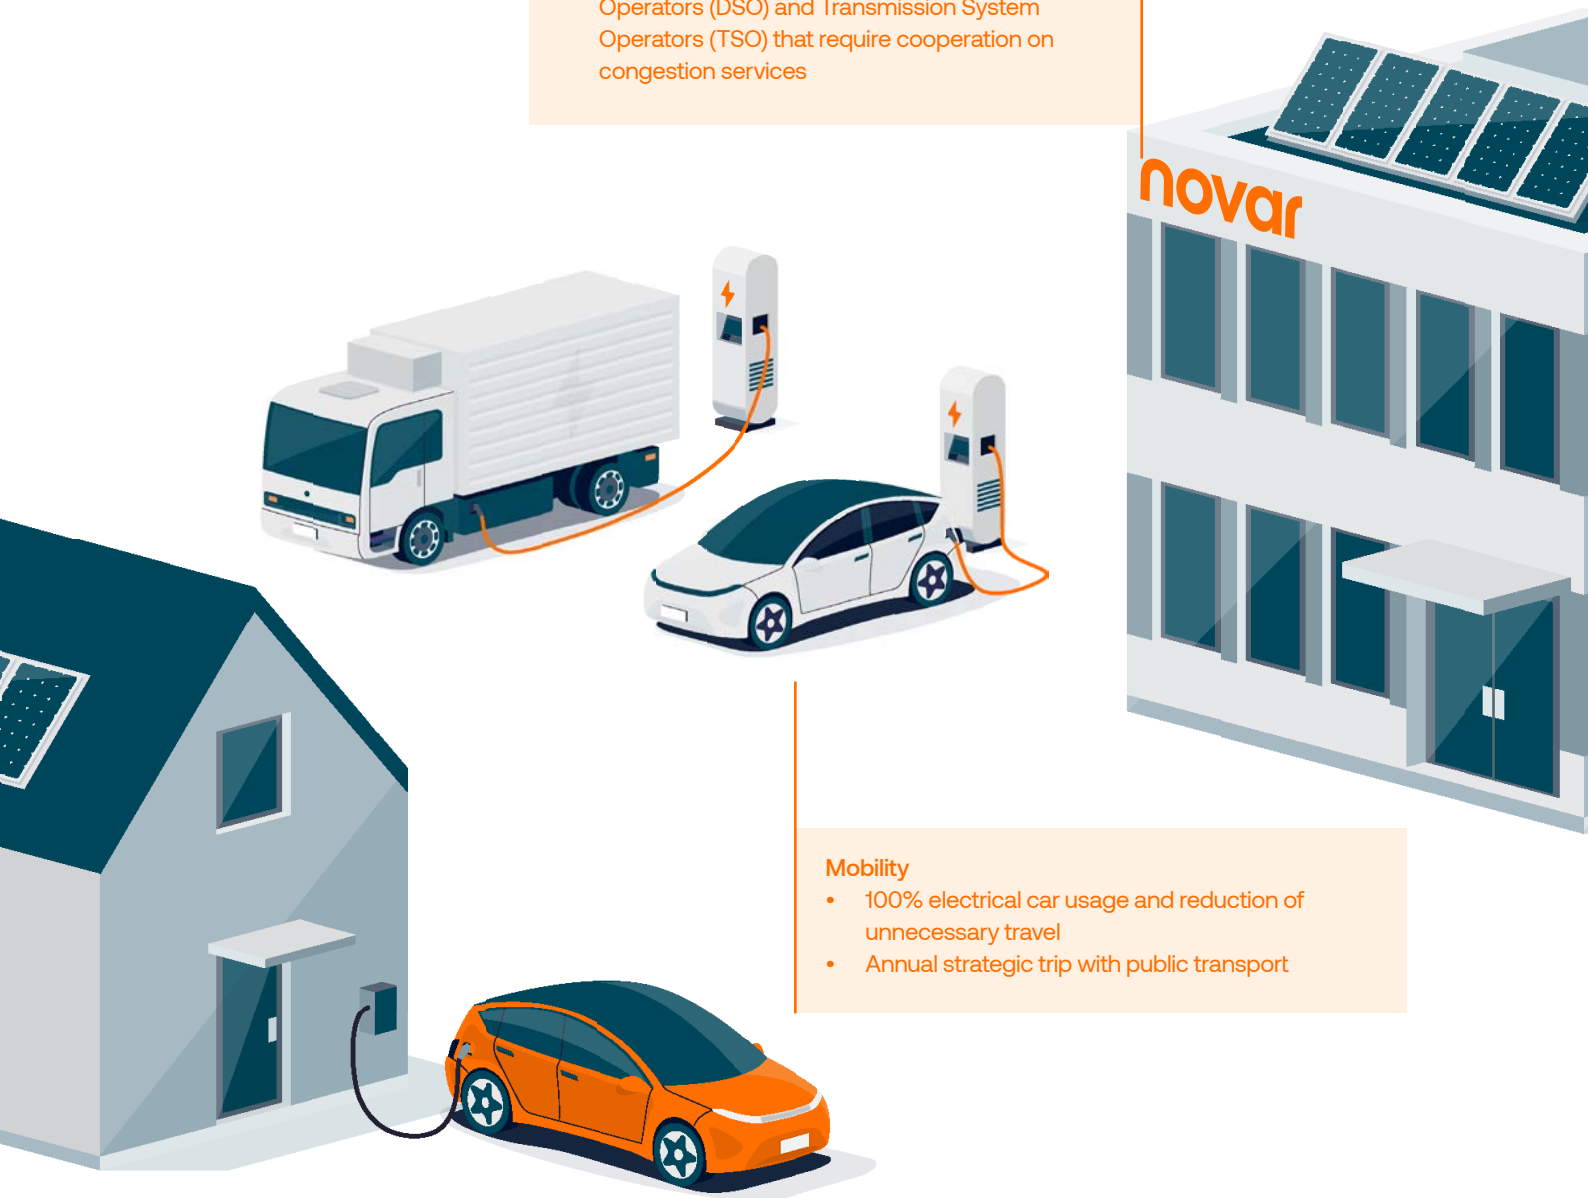 Operators (DSO) and Transmission System
Operators (TSO) that require cooperation on
congestion services
novar
Mobility
• 100% electrical car usage and reduction of
unnecessary travel
• Annual strategic trip with public transport